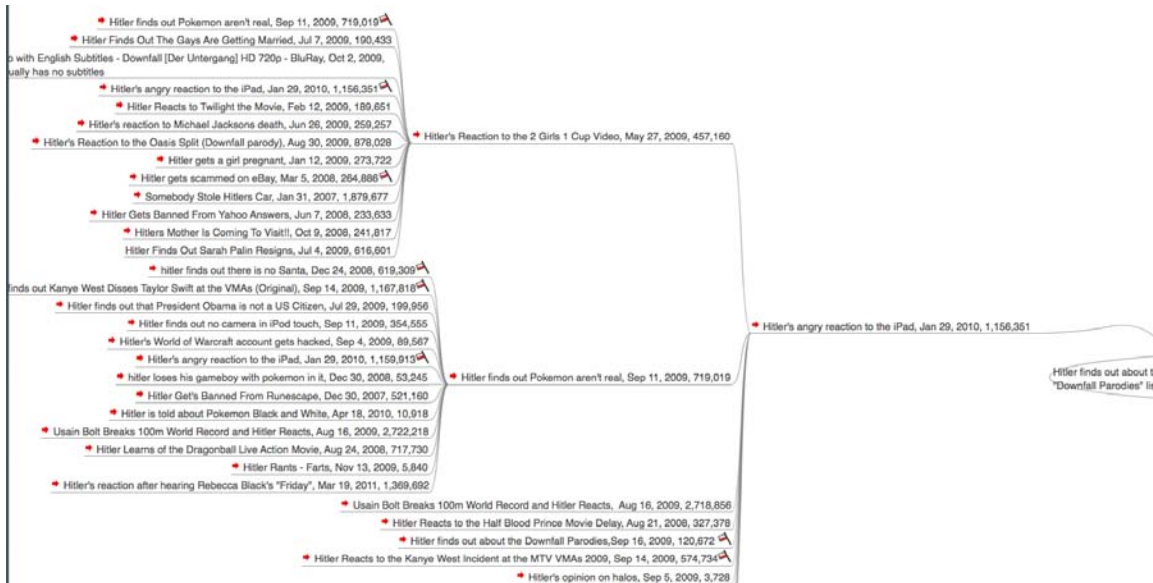 Hitler finds out Pokemon aren't real, Sep 11, 2009, 719,019
Hitler Finds Out The Gays Are Getting Married, Jul 7, 2009, 190,433
with English Subtitles - Downfall [Der Untergang] HD 720p - BluRay, Oct 2, 2009,
ually has no subtitles
Hitler's angry reaction to the iPad, Jan 29, 2010, 1,156,351
Hitler Reacts to Twilight the Movie, Feb 12, 2009, 189,651
Hitler's reaction to Michael Jacksons death, Jun 26, 2009, 259,257
Hitler's Reaction to the Oasis Split (Downfall parody), Aug 30, 2009, 878,028
Hitler gets a girl pregnant, Jan 12, 2009, 273,722
Hitler gets scammed on eBay, Mar 5, 2008, 264,886
Somebody Stole Hitlers Car, Jan 31, 2007, 1,879,677
Hitler Gets Banned From Yahoo Answers, Jun 7, 2008, 233,633
Hitlers Mother Is Coming To Visit!!, Oct 9, 2008, 241,817
Hitler Finds Out Sarah Palin Resigns, Jul 4, 2009, 616,601
Hitler's Reaction to the 2 Girls 1 Cup Video, May 27, 2009, 457,160
hitler finds out there is no Santa, Dec 24, 2008, 619,309
finds out Kanye West Disses Taylor Swift at the VMAs (Original), Sep 14, 2009, 1,167,818
Hitler finds out that President Obama is not a US Citizen, Jul 29, 2009, 199,956
Hitler finds out no camera in iPod touch, Sep 11, 2009, 354,555
Hitler's World of Warcraft account gets hacked, Sep 4, 2009, 89,567
Hitler's angry reaction to the iPad, Jan 29, 2010, 1,159,913
hitler loses his gameboy with pokemon in it, Dec 30, 2008, 53,245
Hitler Get's Banned From Runescape, Dec 30, 2007, 521,160
Hitler is told about Pokemon Black and White, Apr 18, 2010, 10,918
Usain Bolt Breaks 100m World Record and Hitler Reacts, Aug 16, 2009, 2,722,218
Hitler Learns of the Dragonball Live Action Movie, Aug 24, 2008, 717,730
Hitler Rants - Farts, Nov 13, 2009, 5,840
Hitler's reaction after hearing Rebecca Black's "Friday", Mar 19, 2011, 1,369,692
Hitler finds out Pokemon aren't real, Sep 11, 2009, 719,019
Usain Bolt Breaks 100m World Record and Hitler Reacts, Aug 16, 2009, 2,718,856
Hitler Reacts to the Half Blood Prince Movie Delay, Aug 21, 2008, 327,378
Hitler finds out about the Downfall Parodies,Sep 16, 2009, 120,672
Hitler Reacts to the Kanye West Incident at the MTV VMAs 2009, Sep 14, 2009, 574,734
Hitler's opinion on halos, Sep 5, 2009, 3,728
Hitler's angry reaction to the iPad, Jan 29, 2010, 1,156,351
Hitler finds out about t
"Downfall Parodies" li